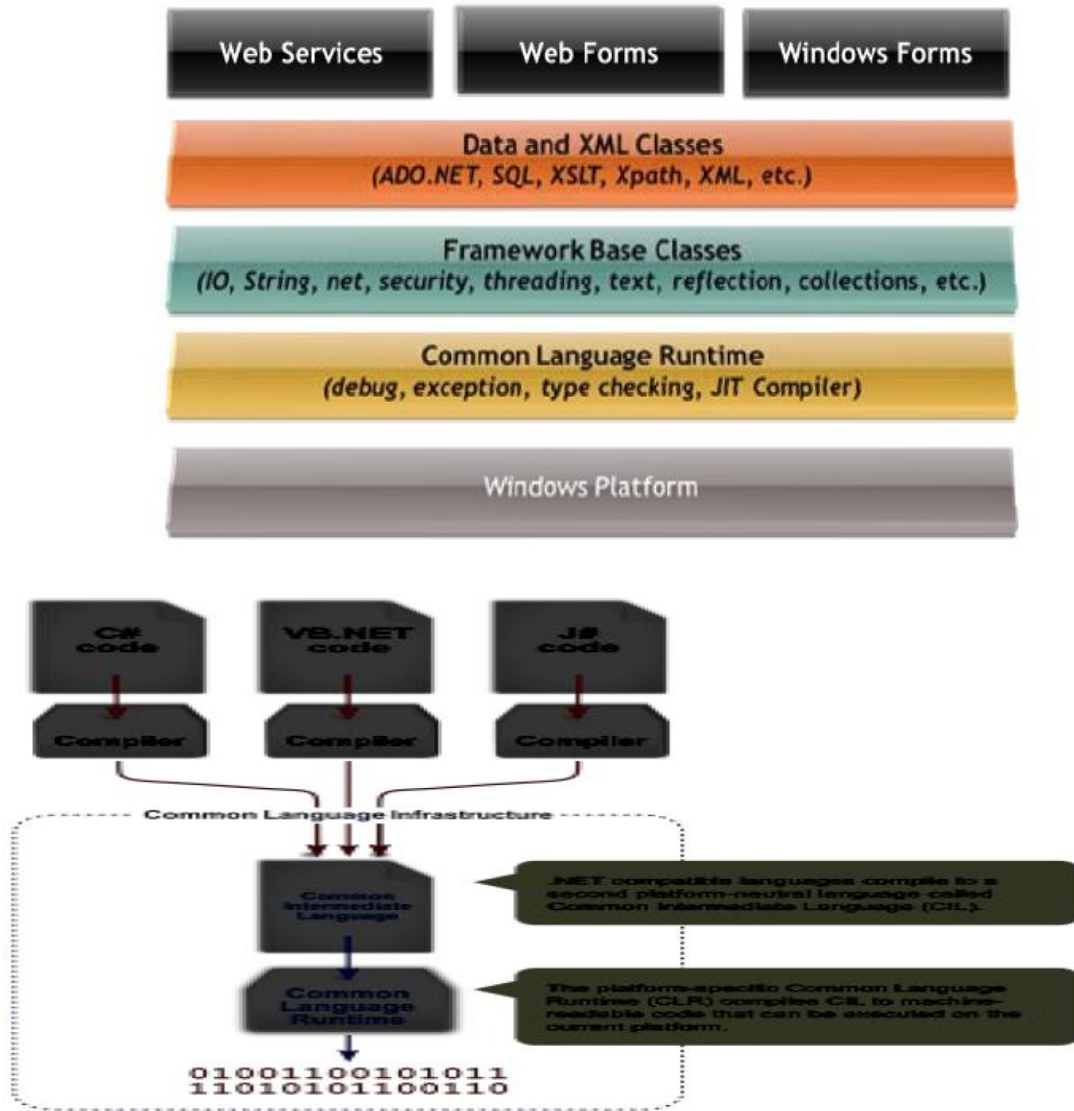 Web Services
Web Forms
Windows Forms
Data and XML Classes
(ADO.NET, SQL, XSLT, Xpath, XML, etc.)
Framework Base Classes
(IO, String, net, security, threading, text, reflection, collections, etc.)
Common Language Runtime
(debug, exception, type checking, JIT Compiler)
Windows Platform
C#
code
VB.NET
code
J#
code
Compiler
Compiler
Compiler
Common Language Infrastructure
Common
Intermediate
Language
.NET compatible languages compile to a
second platform-neutral language called
Common Intermediate Language (CIL).
Common
Language
Runtime
The platform-specific Common Language
Runtime (CLR) compiles CIL to machine-
readable code that can be executed on the
current platform.
01001100101011
11010101100110